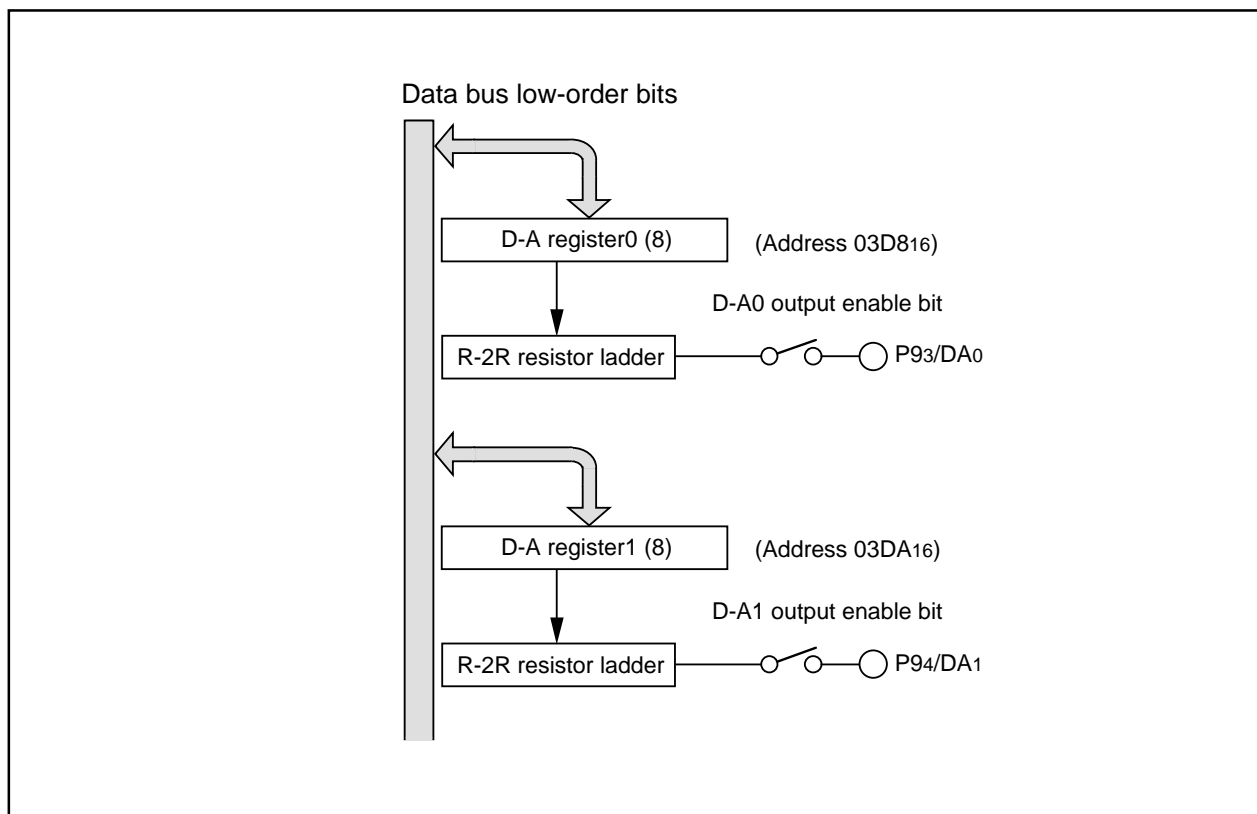 Data bus low-order bits
D-A register0 (8)
(Address 03D816)
D-A0 output enable bit
R-2R resistor ladder
P93/DA0
D-A register1 (8)
(Address 03DA16)
D-A1 output enable bit
R-2R resistor ladder
P94/DA1